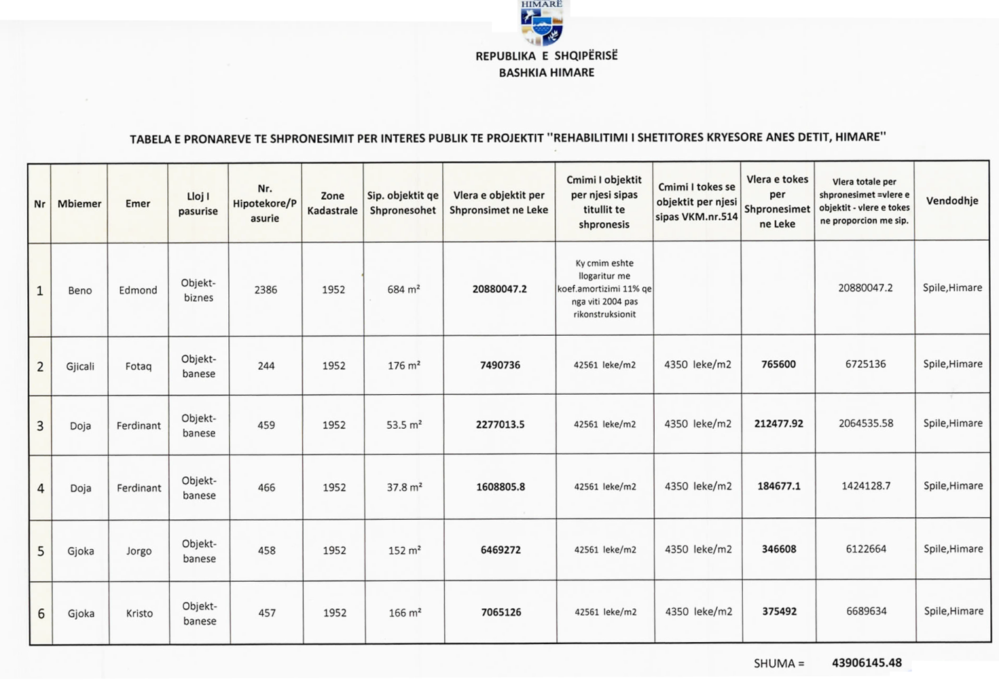 HIMARË
REPUBLIKA E SHQIPËRISË
BASHKIA HIMARE
TABELA E PRONAREVE TE SHPRONESIMIT PER INTERES PUBLIK TE PROJEKTIT "REHABILITIMI I SHETITORES KRYESORE ANES DETIT, HIMARE"
Nr Mbiemer Emer Lloj I pasurise Nr. Hipotekore/P asurie Zone Kadastrale Sip. objektit qe Shpronesohet Vlera e objektit per Shpronsimet ne Leke Cmimi I objektit per njesi sipas titullit te shpronesis Cmimi I tokes se objektit per njesi sipas VKM.nr.514 Vlera e tokes per Shpronesimet ne Leke Vlera totale per shpronesimet =vlere e objektit - vlere e tokes ne proporcion me sip. Vendodhje
1 Beno Edmond Objekt-biznes 2386 1952 684 m² 20880047.2 Ky cmim eshte llogaritur me koef.amortizimi 11% qe nga viti 2004 pas rikonstruksionit 20880047.2 Spile,Himare
2 Gjicali Fotaq Objekt-banese 244 1952 176 m² 7490736 42561 leke/m2 4350 leke/m2 765600 6725136 Spile,Himare
3 Doja Ferdinant Objekt-banese 459 1952 53.5 m² 2277013.5 42561 leke/m2 4350 leke/m2 212477.92 2064535.58 Spile,Himare
4 Doja Ferdinant Objekt-banese 466 1952 37.8 m² 1608805.8 42561 leke/m2 4350 leke/m2 184677.1 1424128.7 Spile,Himare
5 Gjoka Jorgo Objekt-banese 458 1952 152 m² 6469272 42561 leke/m2 4350 leke/m2 346608 6122664 Spile,Himare
6 Gjoka Kristo Objekt-banese 457 1952 166 m² 7065126 42561 leke/m2 4350 leke/m2 375492 6689634 Spile,Himare
SHUMA = 43906145.48